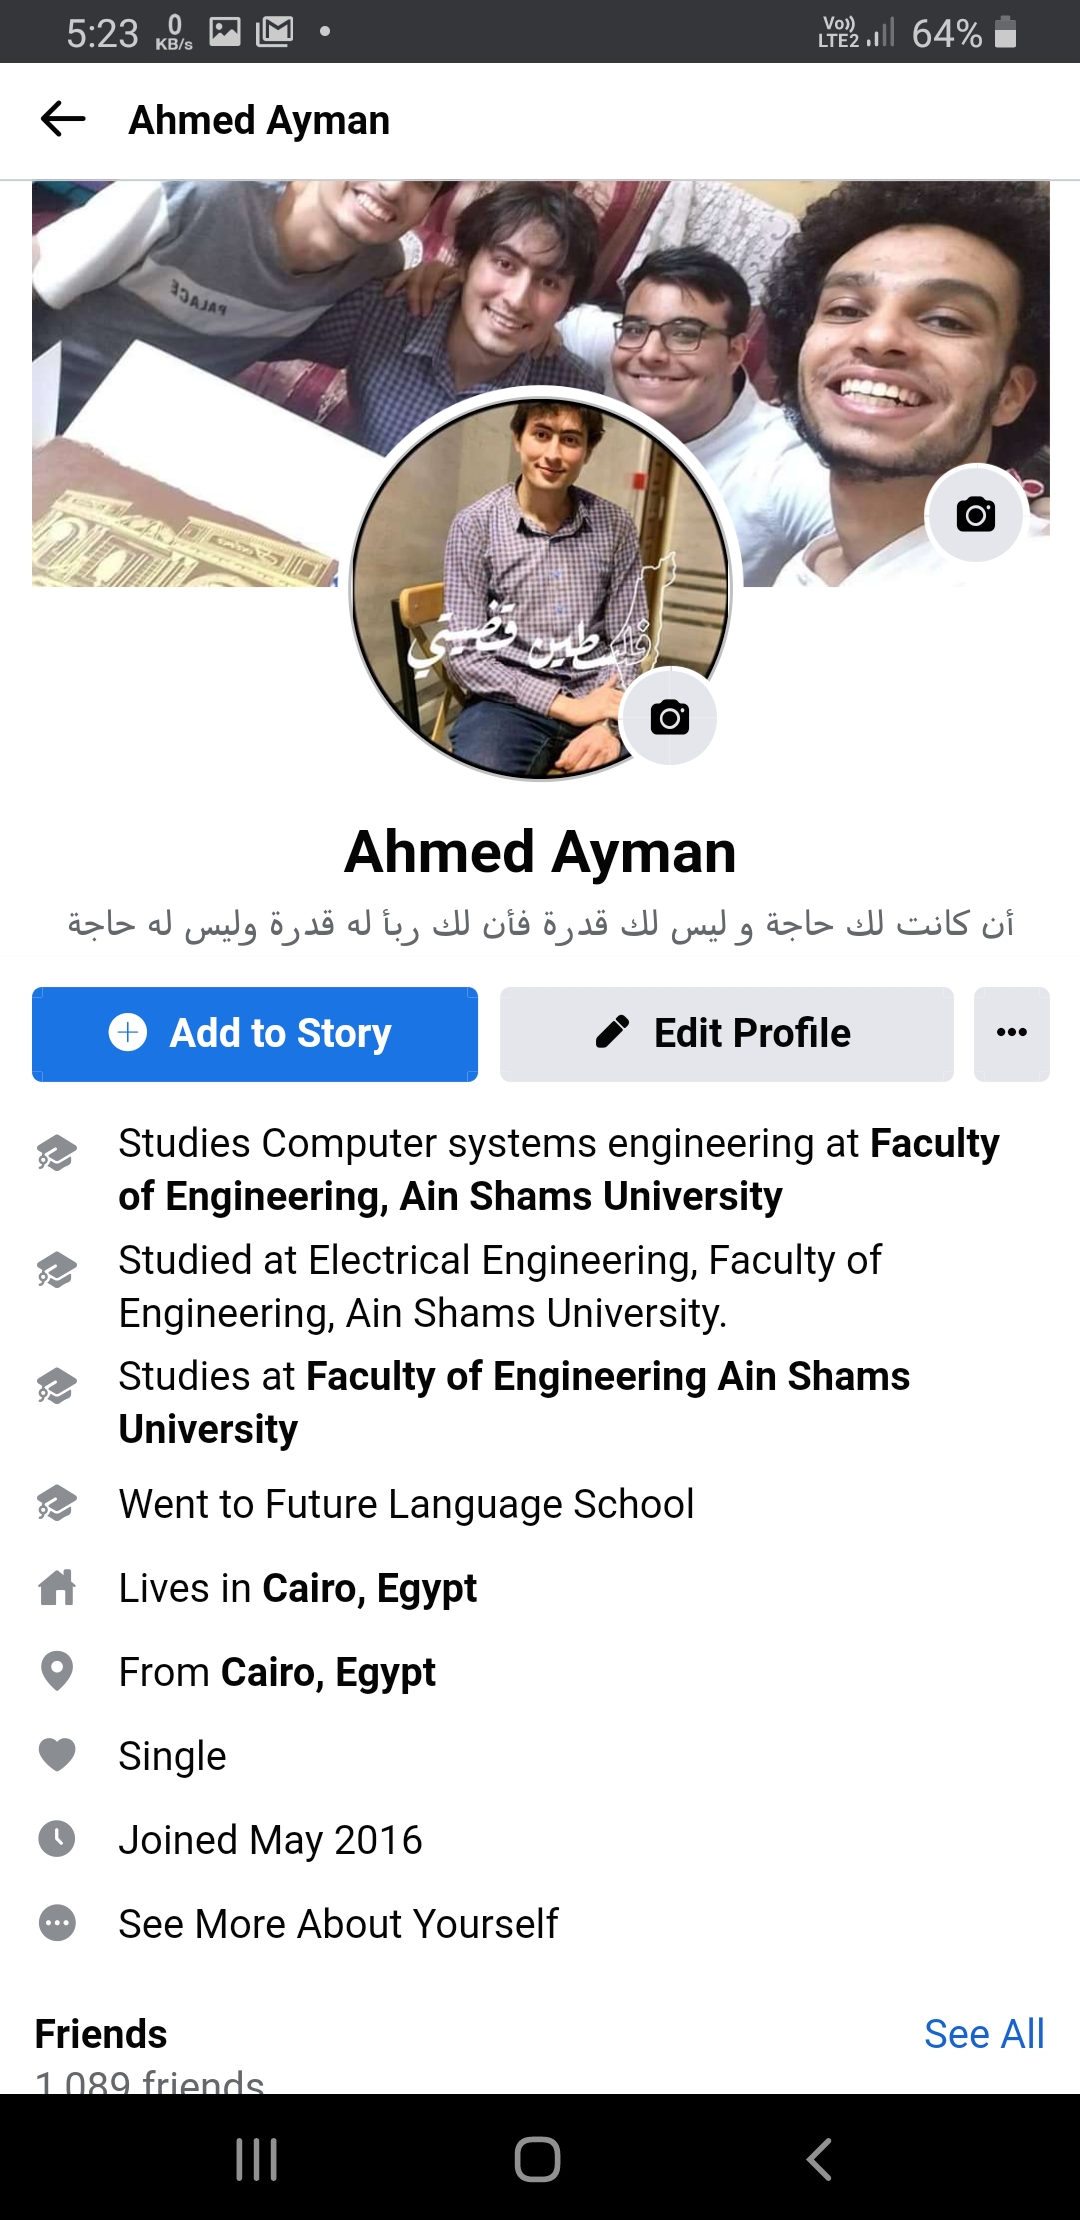 5:23 0 KB/s Vo)) LTE2 64%
Ahmed Ayman
PALACE
فلسطين قضيتي
Ahmed Ayman
أن كانت لك حاجة و ليس لك قدرة فأن لك ربأ له قدرة وليس له حاجة
Add to Story Edit Profile
Studies Computer systems engineering at Faculty
of Engineering, Ain Shams University
Studied at Electrical Engineering, Faculty of
Engineering, Ain Shams University.
Studies at Faculty of Engineering Ain Shams
University
Went to Future Language School
Lives in Cairo, Egypt
From Cairo, Egypt
Single
Joined May 2016
See More About Yourself
Friends See All
1,089 friends